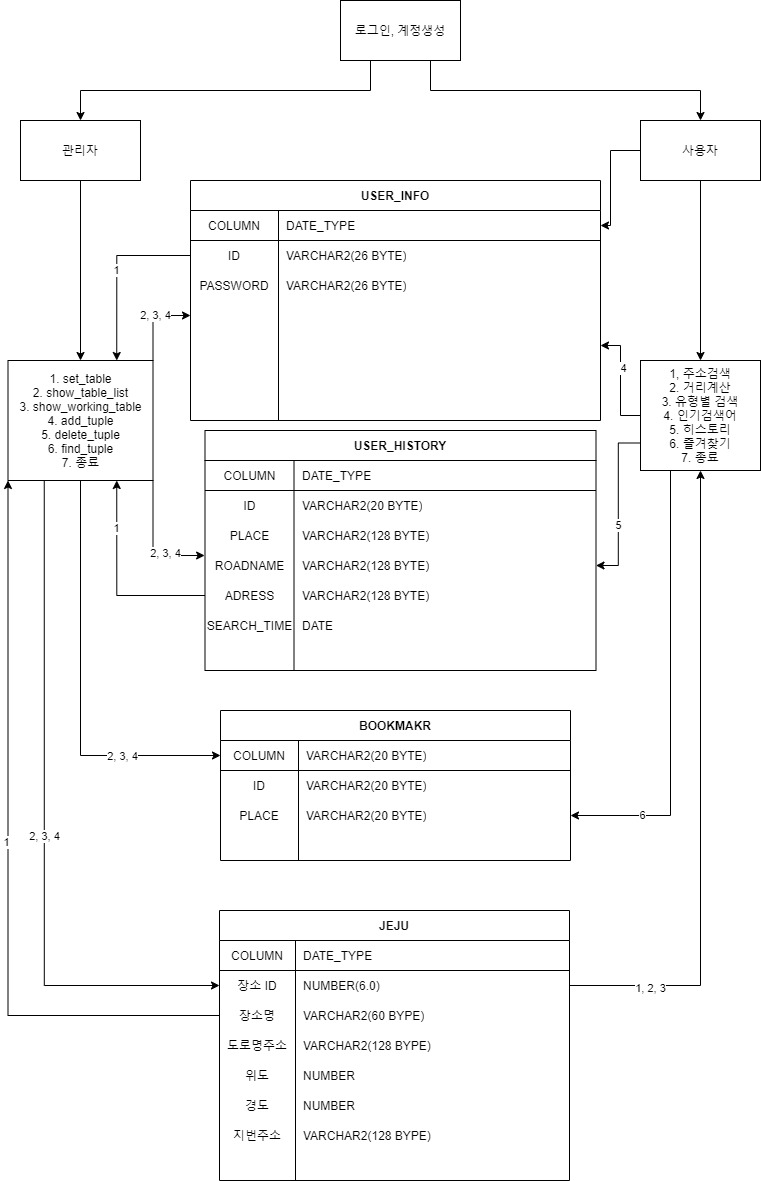 로그인, 계정생성
관리자
사용자
USER_INFO
COLUMN DATE_TYPE
ID VARCHAR2(26 BYTE)
PASSWORD VARCHAR2(26 BYTE)
1
2, 3, 4
1. set_table
2. show_table_list
3. show_working_table
4. add_tuple
5. delete_tuple
6. find_tuple
7. 종료
4
1, 주소검색
2. 거리계산
3. 유형별 검색
4. 인기검색어
5. 히스토리
6. 즐겨찾기
7. 종료
USER_HISTORY
COLUMN DATE_TYPE
ID VARCHAR2(20 BYTE)
PLACE VARCHAR2(128 BYTE)
ROADNAME VARCHAR2(128 BYTE)
ADRESS VARCHAR2(128 BYTE)
SEARCH_TIME DATE
1
2, 3, 4
5
BOOKMAKR
COLUMN VARCHAR2(20 BYTE)
ID VARCHAR2(20 BYTE)
PLACE VARCHAR2(20 BYTE)
2, 3, 4
6
2, 3, 4
1
JEJU
COLUMN DATE_TYPE
장소 ID NUMBER(6.0)
장소명 VARCHAR2(60 BYPE)
도로명주소 VARCHAR2(128 BYPE)
위도 NUMBER
경도 NUMBER
지번주소 VARCHAR2(128 BYPE)
1, 2, 3